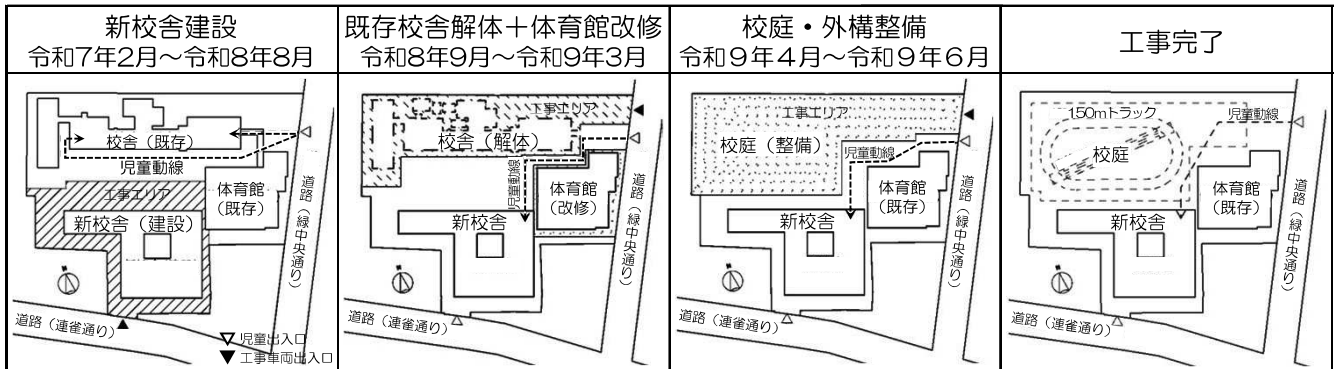 新校舎建設
令和7年2月～令和8年8月
校舎（既存）
児童動線
工事エリア
体育館
（既存）
新校舎（建設）
道路（緑中央通り）
道路（連雀通り）
▽児童出入口
▼工事車両出入口
既存校舎解体＋体育館改修
令和8年9月～令和9年3月
工事エリア
校舎（解体）
児童動線
体育館
（改修）
新校舎
道路（緑中央通り）
道路（連雀通り）
校庭・外構整備
令和９年４月～令和９年６月
工事エリア
校庭（整備）
児童動線
体育館
（既存）
新校舎
道路（緑中央通り）
道路（連雀通り）
工事完了
150mトラック
児童動線
校庭
体育館
（既存）
新校舎
道路（緑中央通り）
道路（連雀通り）